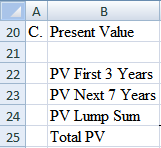 A B
20 C. Present Value
21
22 PV First 3 Years
23 PV Next 7 Years
24 PV Lump Sum
25 Total PV